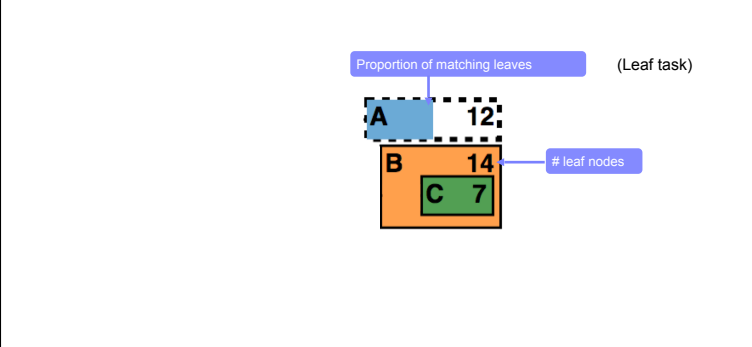 Proportion of matching leaves
(Leaf task)
A 12
B 14
# leaf nodes
C 7